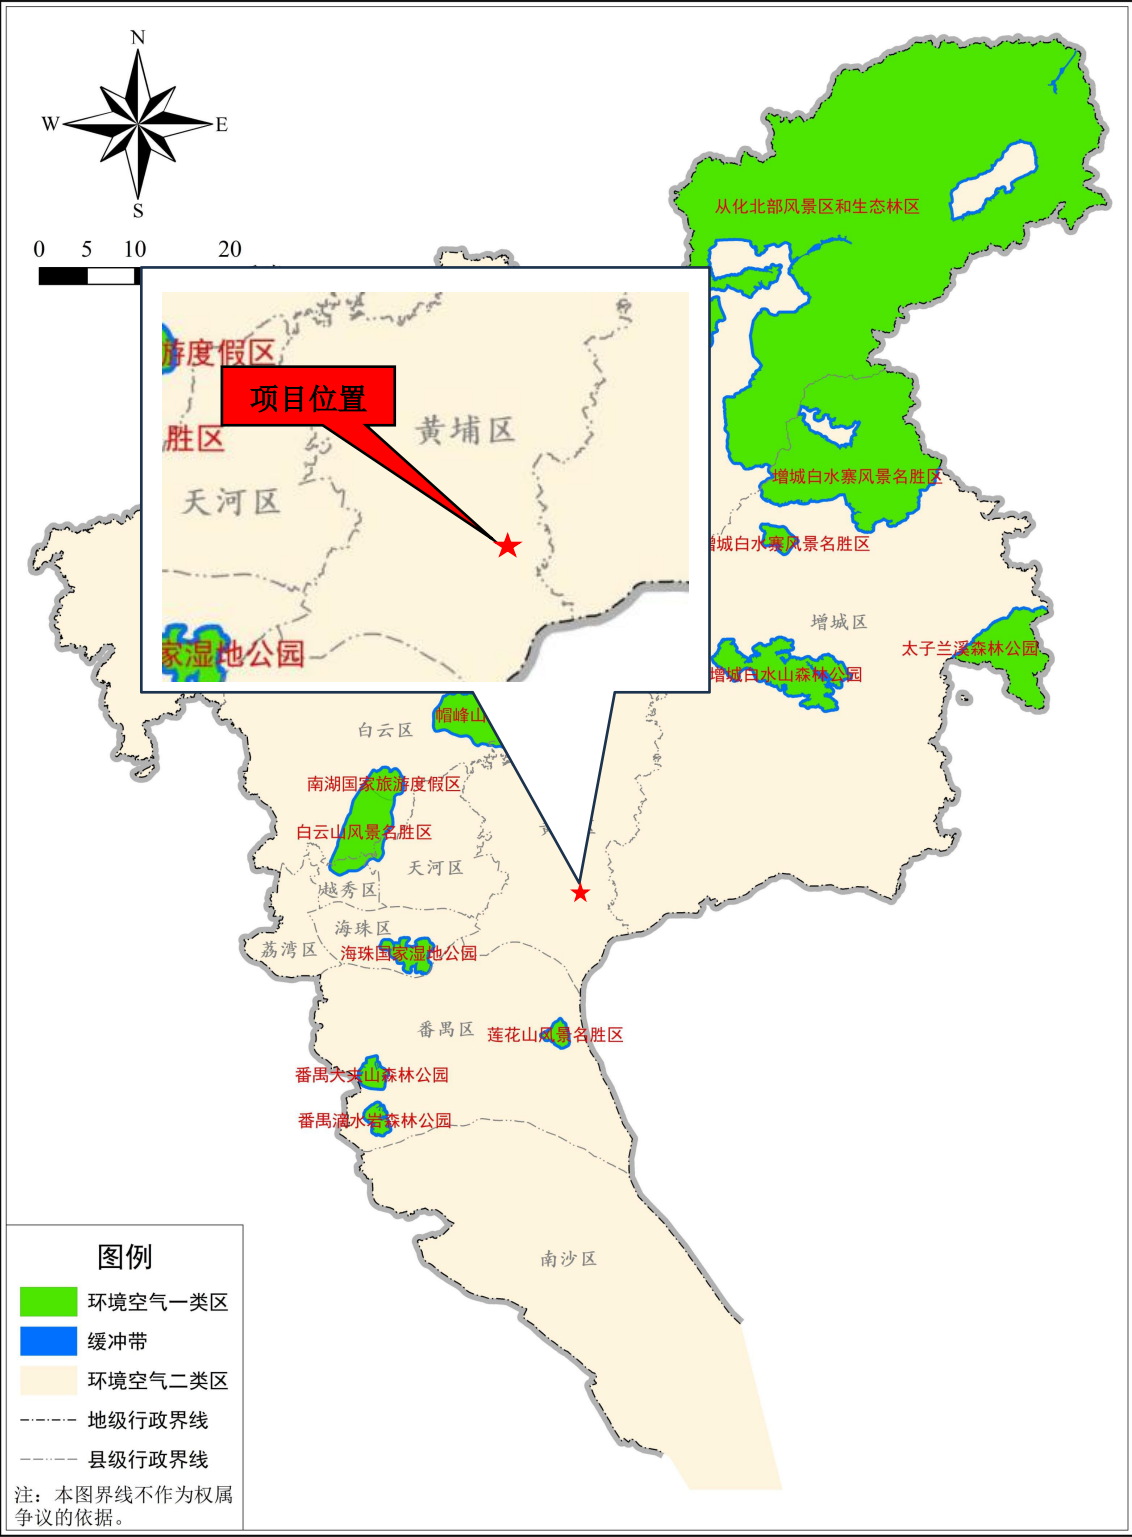 N
W
E
S
0 5 10 20
从化北部风景区和生态林区
游度假区
项目位置
黄埔区
胜区
天河区
家湿地公园
增城白水寨风景名胜区
增城白水寨风景名胜区
增城区
太子兰溪森林公园
增城白水山森林公园
帽峰山
白云区
南湖国家旅游度假区
白云山风景名胜区
天河区
越秀区
海珠区
荔湾区
海珠国家湿地公园
番禺区
莲花山风景名胜区
番禺大夫山森林公园
番禺滴水岩森林公园
南沙区
图例
环境空气一类区
缓冲带
环境空气二类区
地级行政界线
县级行政界线
注：本图界线不作为权属
争议的依据。